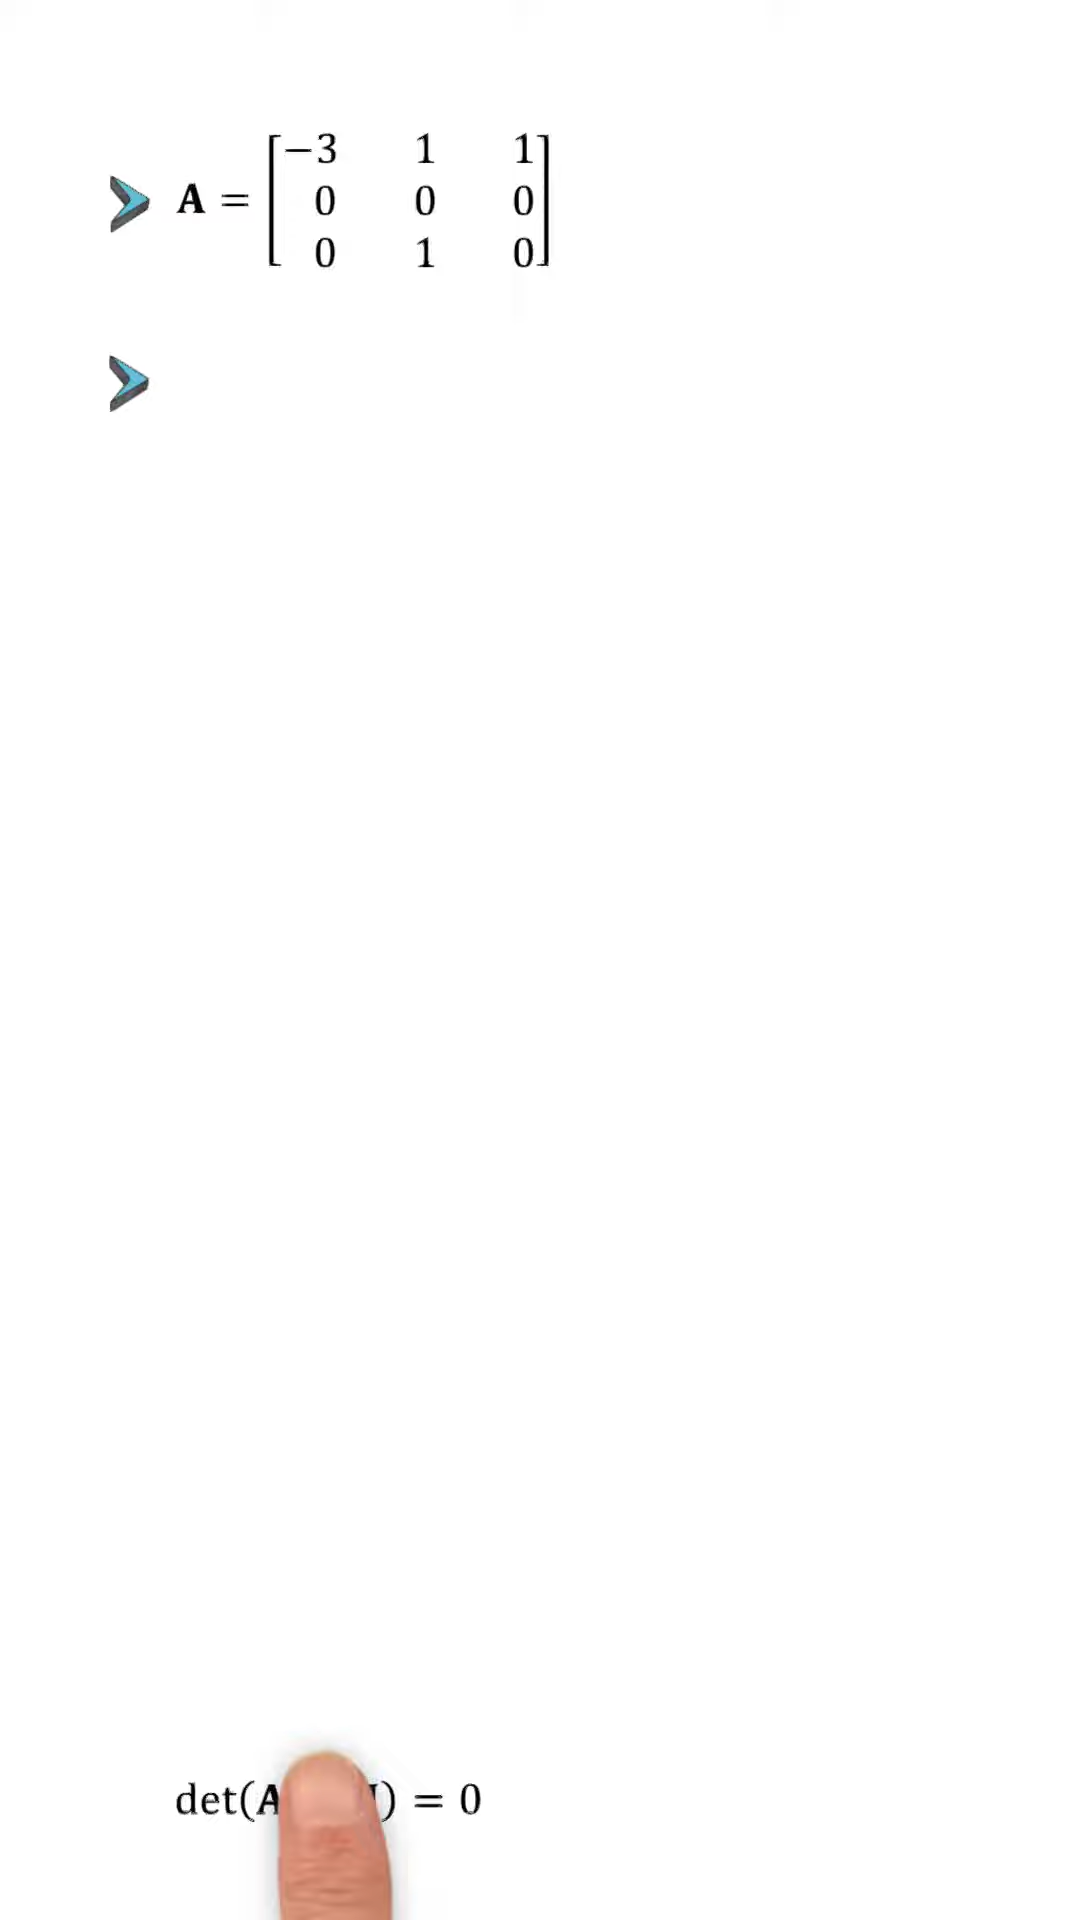 A = [−3 1 1
0 0 0
0 1 0]
det(A ) = 0